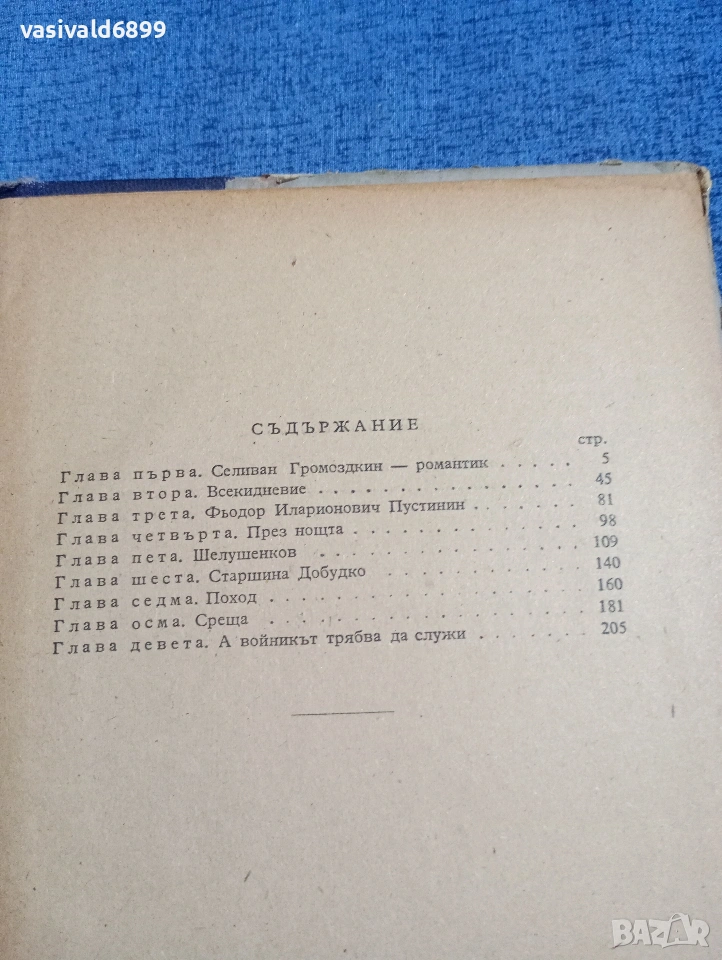 vasivald6899
СЪДЪРЖАНИЕ
стр.
Глава първа. Селиван Громоздкин — романтик . . . . . 5
Глава втора. Всекидневие . . . . . . . . . . . . . . . 45
Глава трета. Фьодор Иларионович Пустинин . . . . . . . 81
Глава четвърта. През нощта . . . . . . . . . . . . . 98
Глава пета. Шелушенков . . . . . . . . . . . . . . . 109
Глава шеста. Старшина Добудко . . . . . . . . . . . . 140
Глава седма. Поход . . . . . . . . . . . . . . . . . 160
Глава осма. Среща . . . . . . . . . . . . . . . . . 181
Глава девета. А войникът трябва да служи . . . . . . . 205
BAZAR